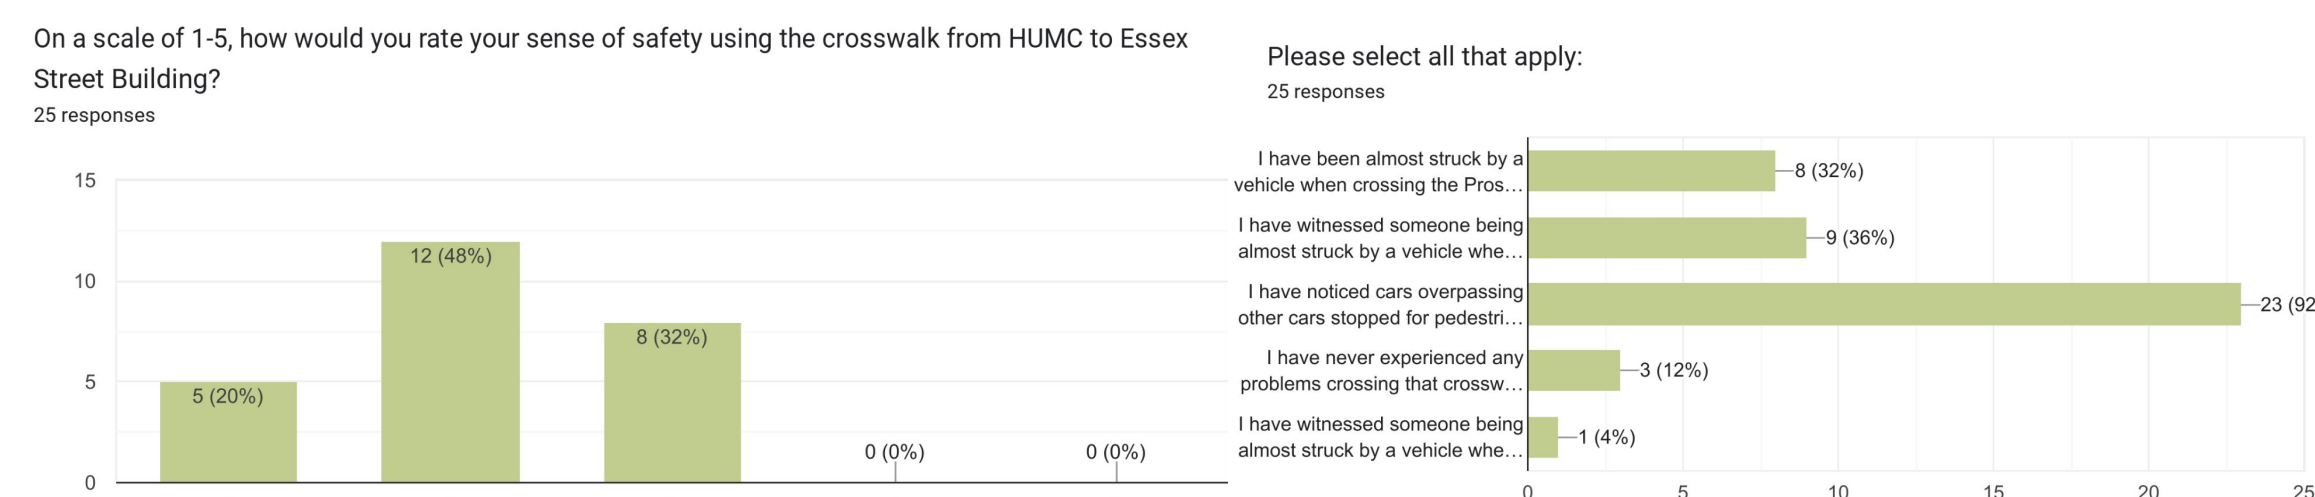 On a scale of 1-5, how would you rate your sense of safety using the crosswalk from HUMC to Essex
Street Building?
25 responses
15
10
5
0
5 (20%)
12 (48%)
8 (32%)
0 (0%)
0 (0%)
Please select all that apply:
25 responses
I have been almost struck by a
vehicle when crossing the Pros…
8 (32%)
I have witnessed someone being
almost struck by a vehicle whe…
9 (36%)
I have noticed cars overpassing
other cars stopped for pedestri…
23 (92
I have never experienced any
problems crossing that crossw…
3 (12%)
I have witnessed someone being
almost struck by a vehicle whe…
1 (4%)
0
5
10
15
20
25